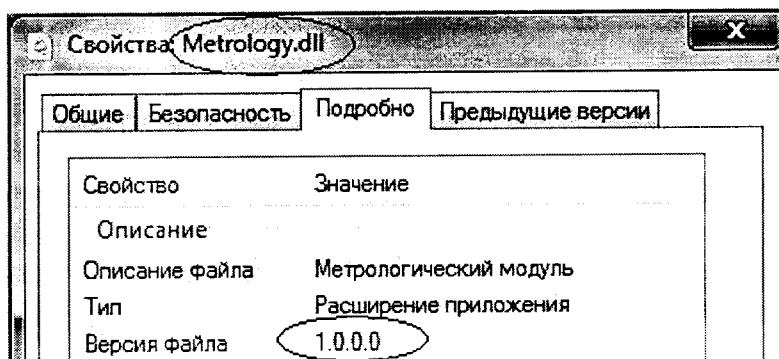 Свойства: Metrology.dll
X
Общие Безопасность Подробно Предыдущие версии
Свойство Значение
Описание
Описание файла Метрологический модуль
Тип Расширение приложения
Версия файла 1.0.0.0